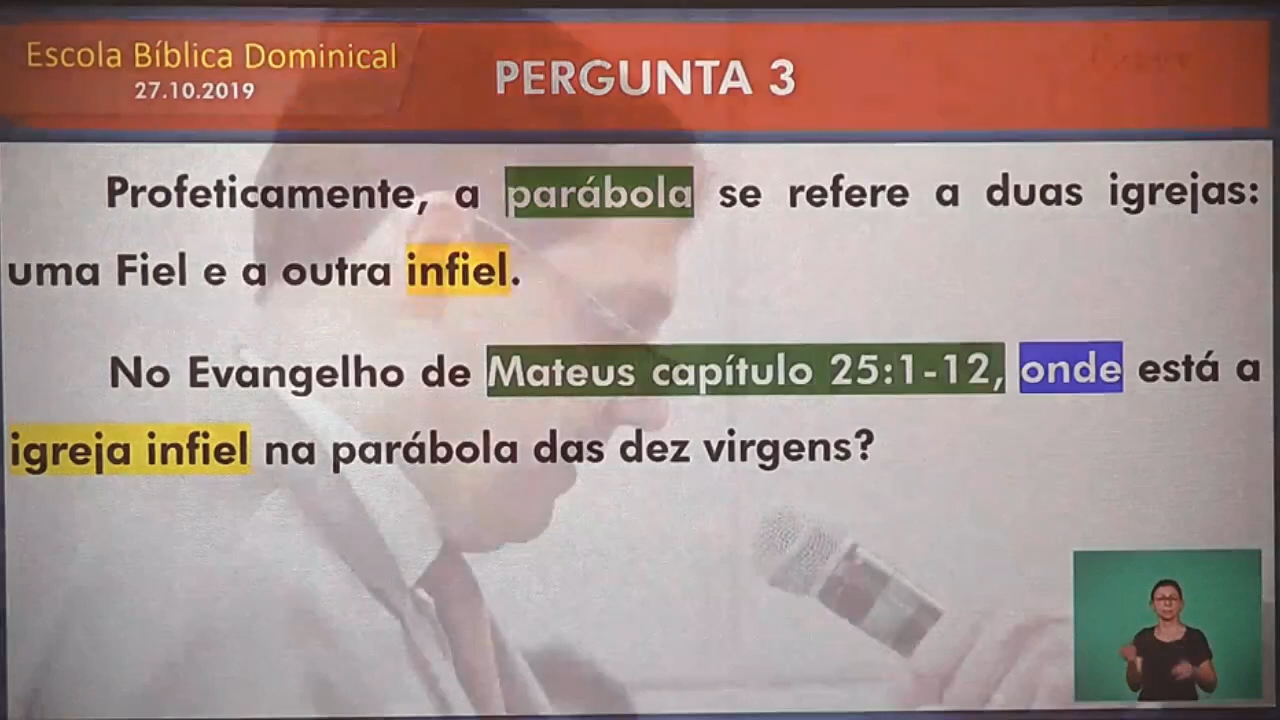 Escola Bíblica Dominical
27.10.2019
PERGUNTA 3
Profeticamente, a parábola se refere a duas igrejas:
uma Fiel e a outra infiel.
No Evangelho de Mateus capítulo 25:1-12, onde está a
igreja infiel na parábola das dez virgens?